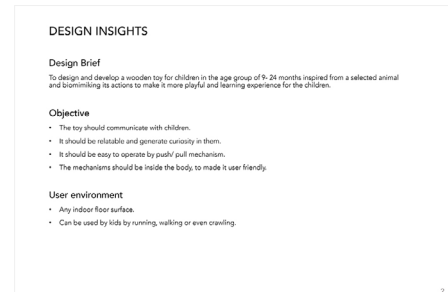 DESIGN INSIGHTS
Design Brief
To design and develop a wooden toy for children in the age group of 9- 24 months inspired from a selected animal
and biomimiking its actions to make it more playful and learning experience for the children.
Objective
• The toy should communicate with children.
• It should be relatable and generate curiosity in them.
• It should be easy to operate by push/ pull mechanism.
• The mechanisms should be inside the body, to made it user friendly.
User environment
• Any indoor floor surface.
• Can be used by kids by running, walking or even crawling.
2